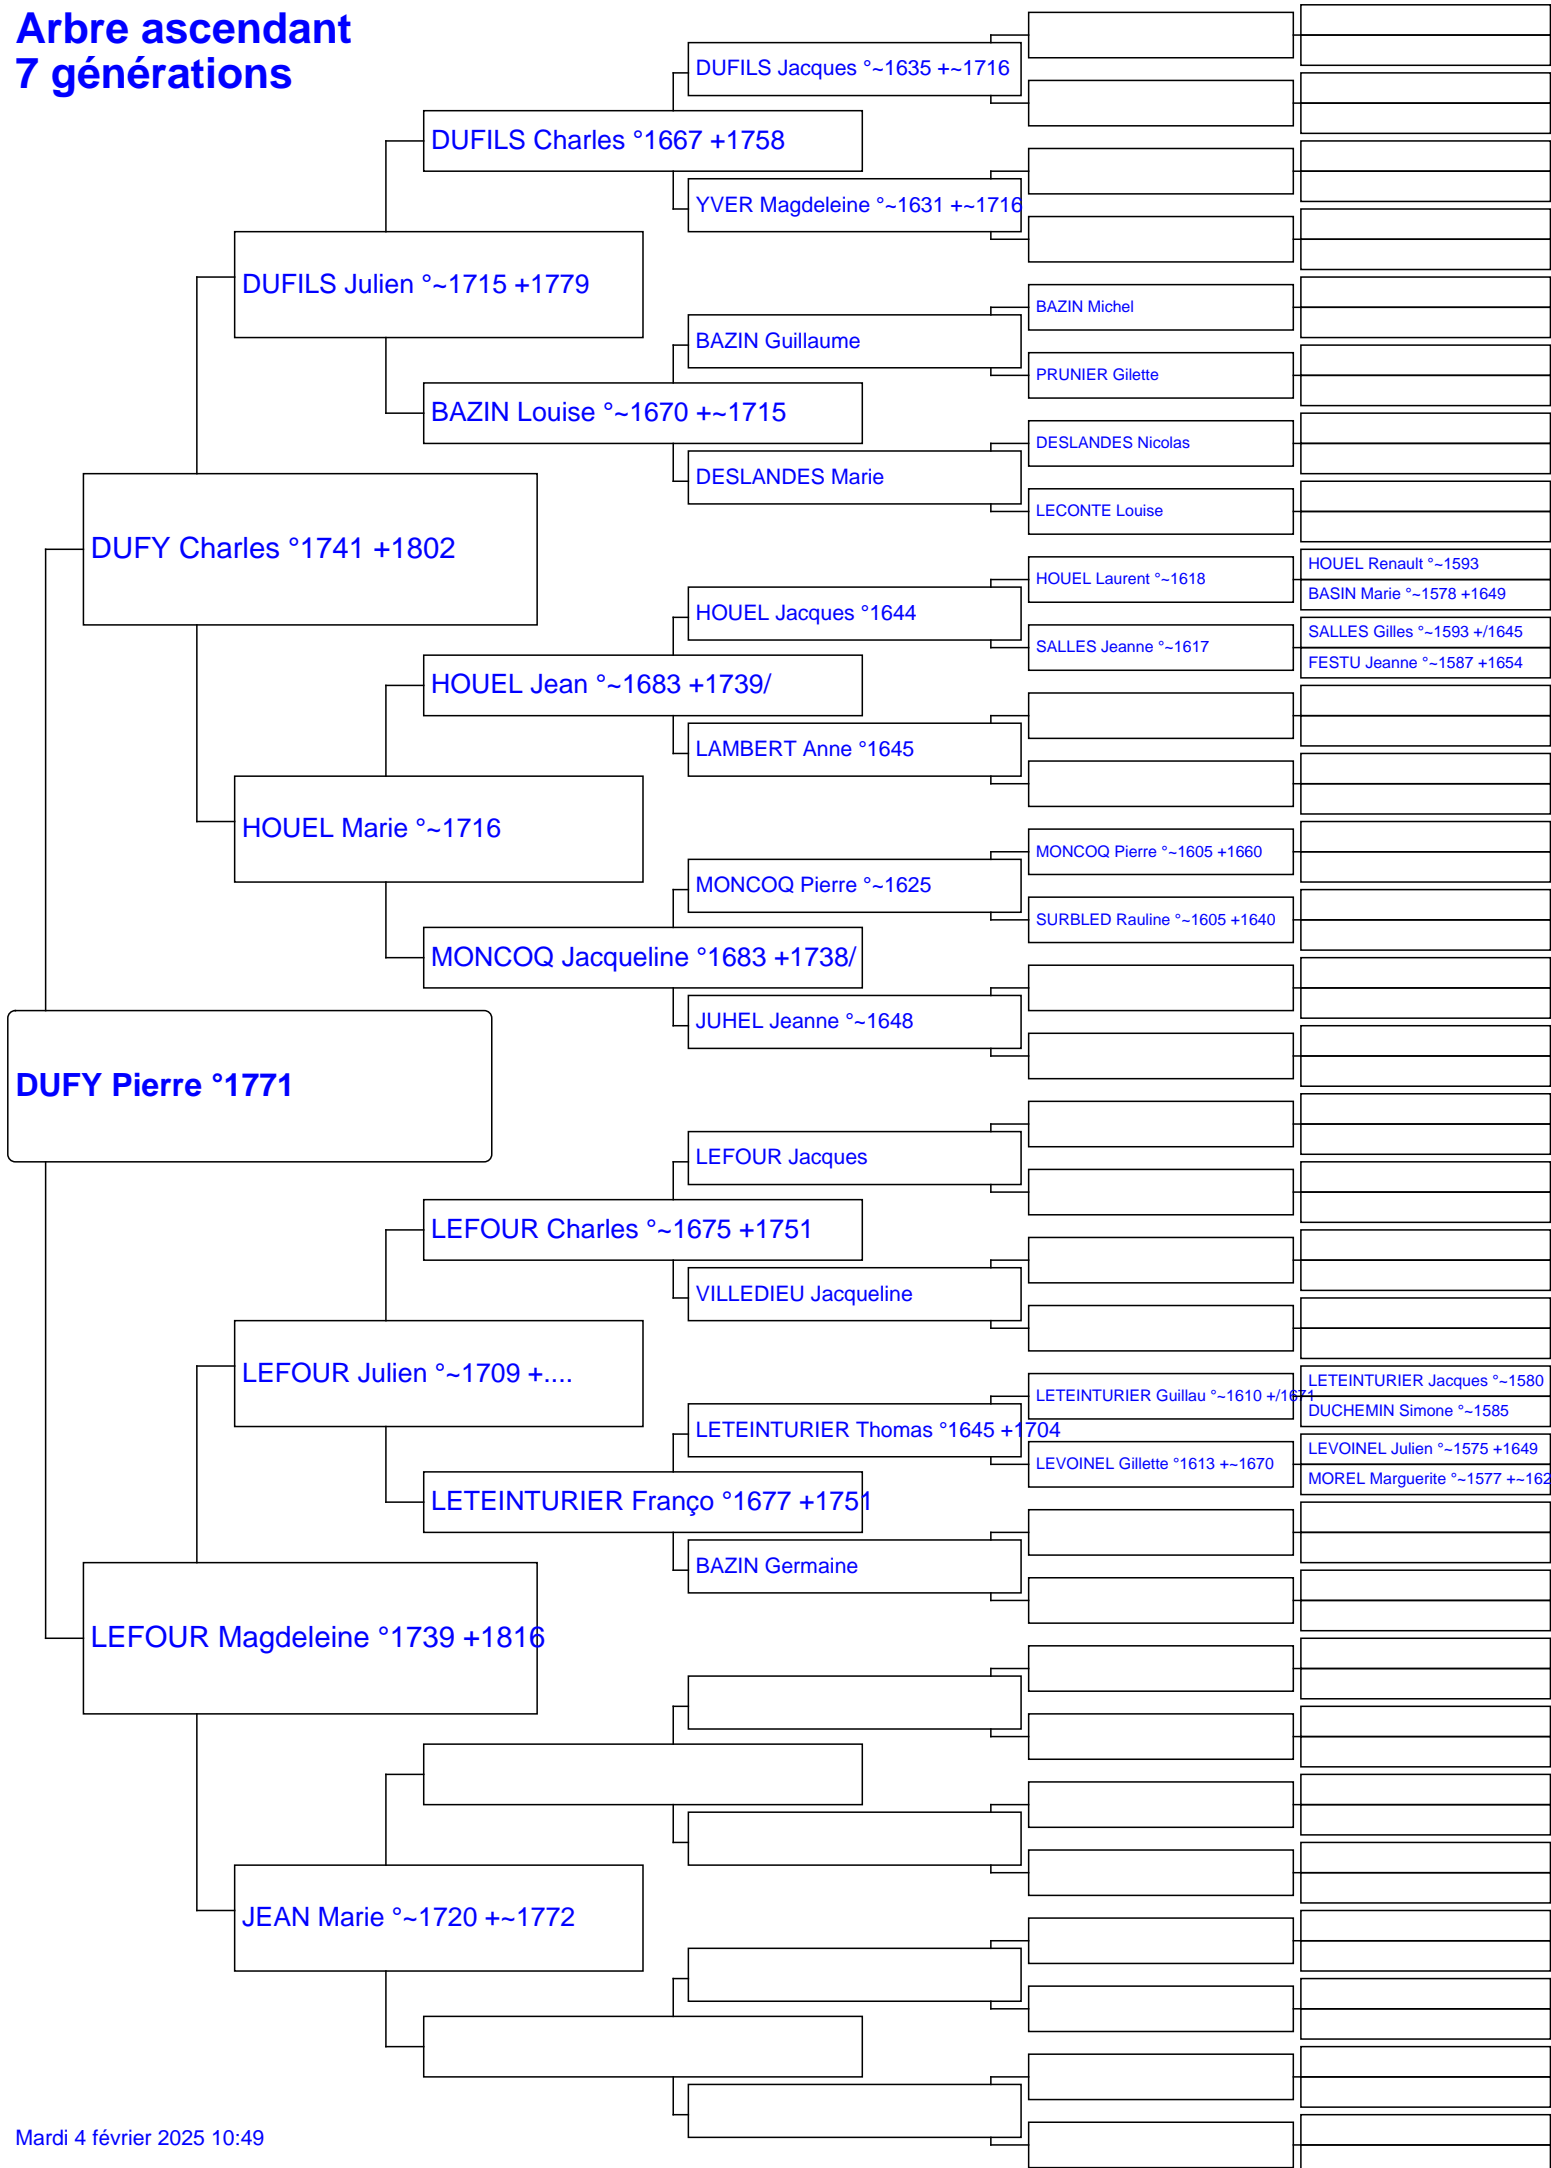 Arbre ascendant
7 générations
DUFILS Jacques °~1635 +~1716
DUFILS Charles °1667 +1758
YVER Magdeleine °~1631 +~1716
DUFILS Julien °~1715 +1779
BAZIN Michel
BAZIN Guillaume
PRUNIER Gilette
BAZIN Louise °~1670 +~1715
DESLANDES Nicolas
DESLANDES Marie
LECONTE Louise
DUFY Charles °1741 +1802
HOUEL Renault °~1593
HOUEL Laurent °~1618
BASIN Marie °~1578 +1649
HOUEL Jacques °1644
SALLES Gilles °~1593 +/1645
SALLES Jeanne °~1617
FESTU Jeanne °~1587 +1654
HOUEL Jean °~1683 +1739/
LAMBERT Anne °1645
HOUEL Marie °~1716
MONCOQ Pierre °~1605 +1660
MONCOQ Pierre °~1625
SURBLED Rauline °~1605 +1640
MONCOQ Jacqueline °1683 +1738/
JUHEL Jeanne °~1648
DUFY Pierre °1771
LEFOUR Jacques
LEFOUR Charles °~1675 +1751
VILLEDIEU Jacqueline
LEFOUR Julien °~1709 +....
LETEINTURIER Jacques °~1580
LETEINTURIER Guillau °~1610 +/1671
DUCHEMIN Simone °~1585
LETEINTURIER Thomas °1645 +1704
LEVOINEL Julien °~1575 +1649
LEVOINEL Gillette °1613 +~1670
MOREL Marguerite °~1577 +~162
LETEINTURIER Franço °1677 +1751
BAZIN Germaine
LEFOUR Magdeleine °1739 +1816
JEAN Marie °~1720 +~1772
Mardi 4 février 2025 10:49